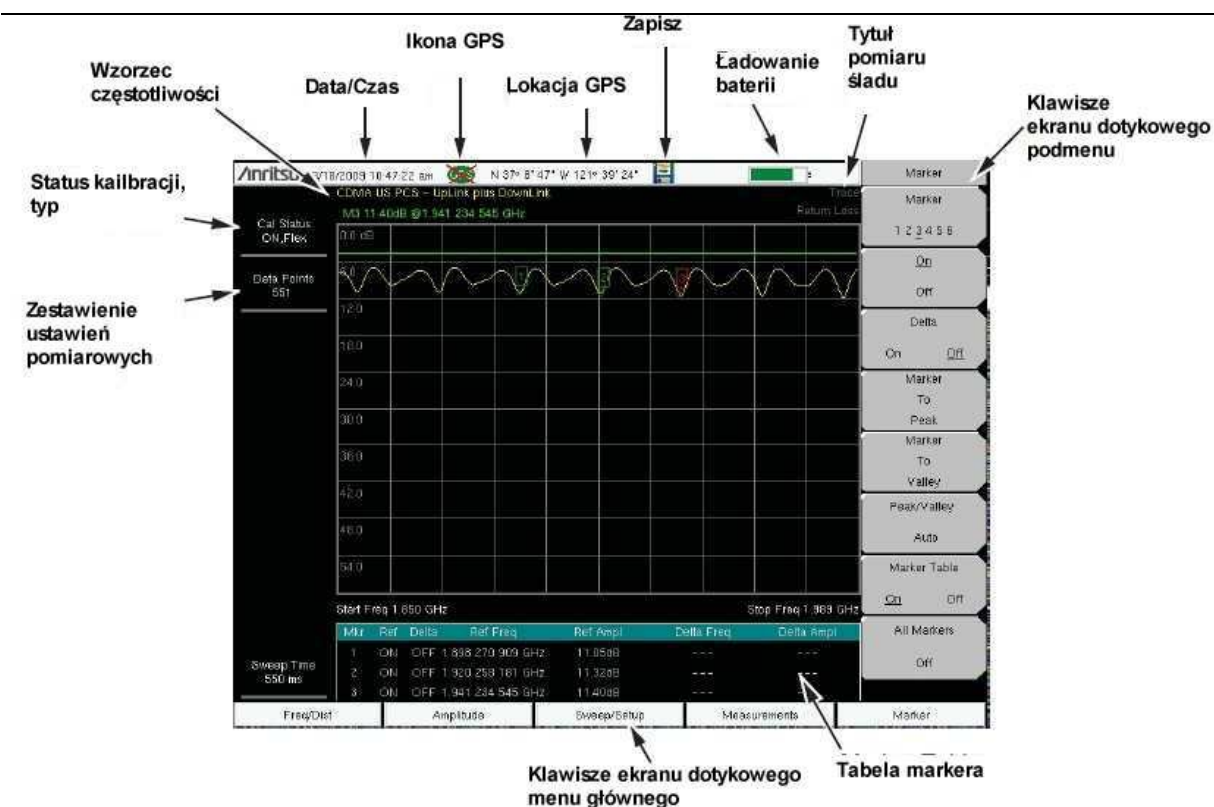 Zapisz
Ikona GPS
Tytuł
pomiaru
śladu
Ładowanie
baterii
Wzorzec
częstotliwości
Data/Czas
Lokacja GPS
Klawisze
ekranu dotykowego
podmenu
Status kailbracji,
typ
Zestawienie
ustawień
pomiarowych
Anritsu 3/18/2009 10:47:22 am N 37° 8' 47" W 121° 39' 24"
CDMA US PCS - UpLink plus DownLink
Trace
M3 11.40dB @1.941 234 545 GHz
Return Loss
Cal Status
ON,Flex
Data Points
551
0.0 dB
6.0
12.0
18.0
24.0
30.0
36.0
42.0
48.0
54.0
1
2
3
Start Freq 1.850 GHz
Stop Freq 1.989 GHz
Mkr Ref Delta Ref Freq Ref Ampl Delta Freq Delta Ampl
1 ON OFF 1.898 270 909 GHz 11.05dB --- ---
2 ON OFF 1.920 258 181 GHz 11.32dB --- ---
3 ON OFF 1.941 234 545 GHz 11.40dB --- ---
Sweep Time
550 ms
Marker
Marker
1 2 3 4 5 6
On
Off
Delta
On Off
Marker
To
Peak
Marker
To
Valley
Peak/Valley
Auto
Marker Table
On Off
All Markers
Off
Freq/Dist Amplitude Sweep/Setup Measurements Marker
Klawisze ekranu dotykowego
menu głównego
Tabela markera